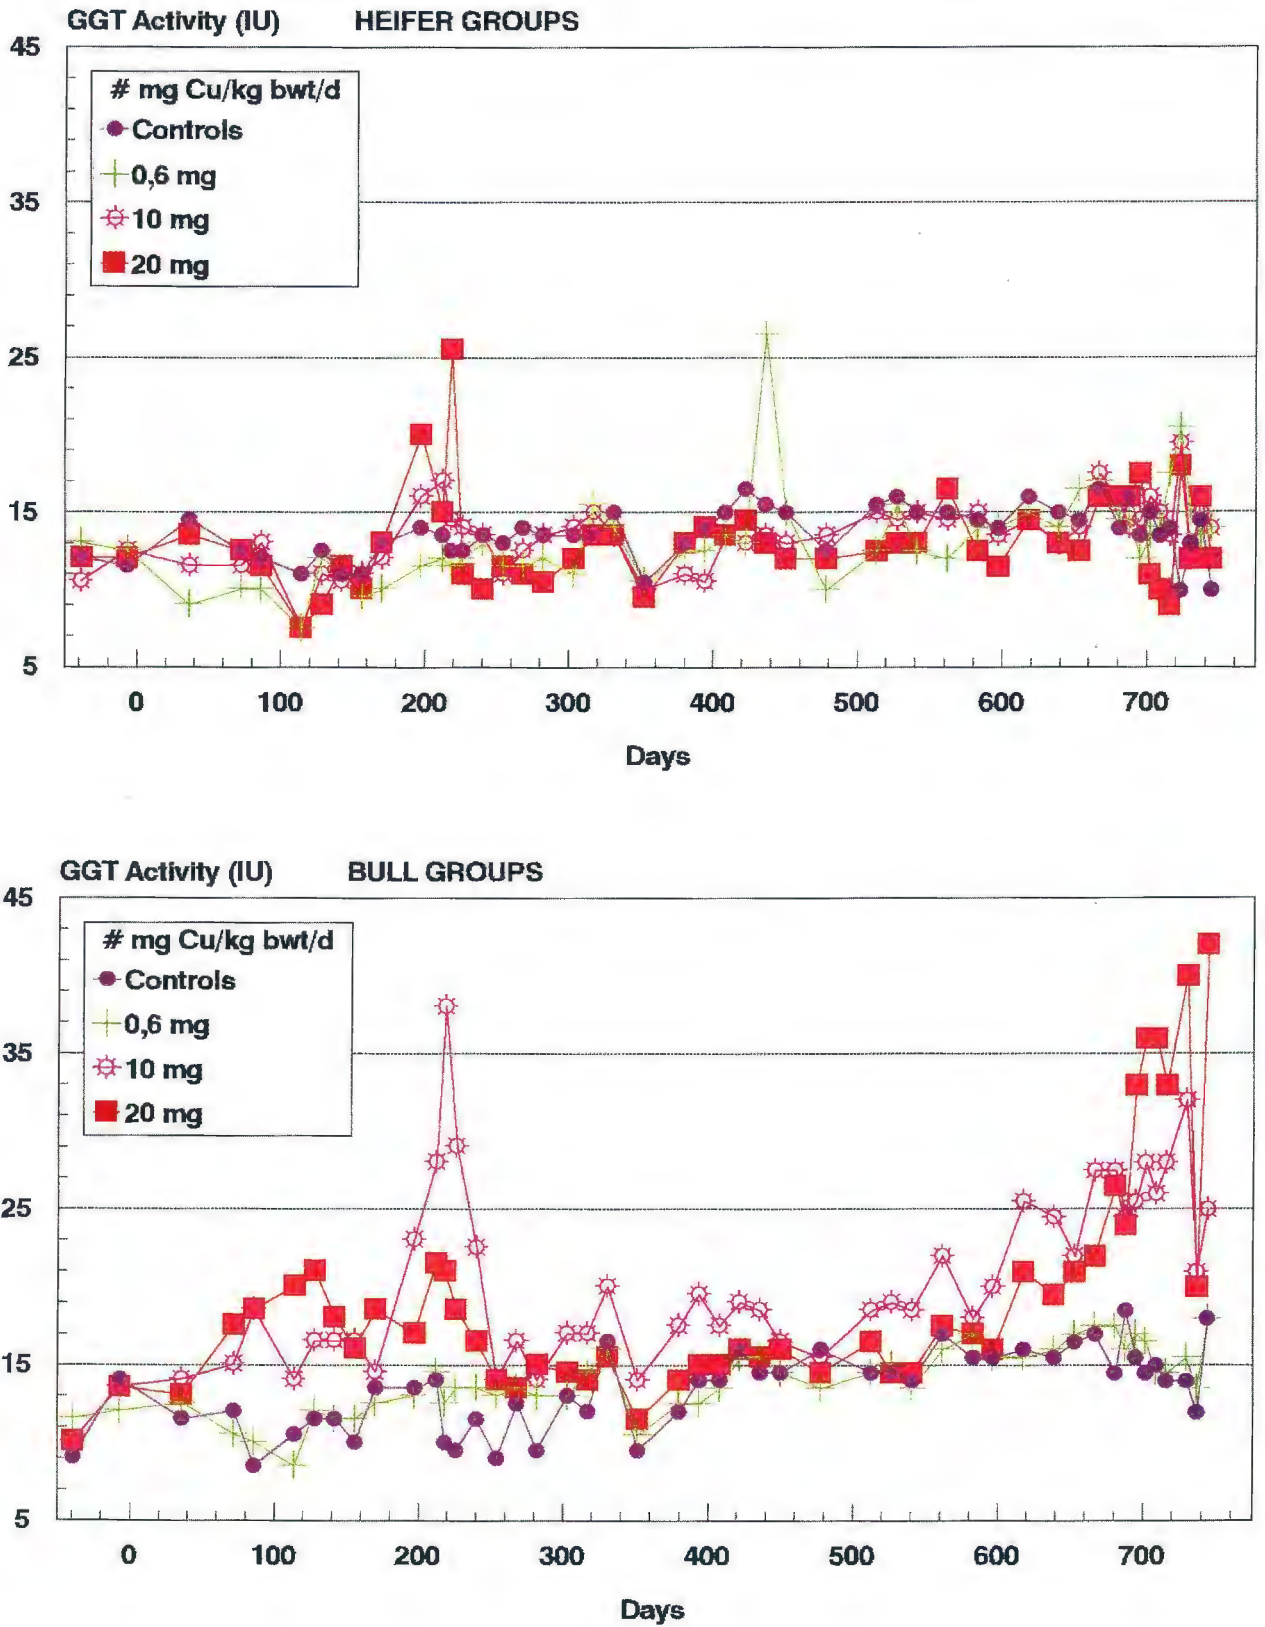 GGT Activity (IU) HEIFER GROUPS
45
# mg Cu/kg bwt/d
Controls
0,6 mg
10 mg
20 mg
35
25
15
5
0 100 200 300 400 500 600 700
Days
GGT Activity (IU) BULL GROUPS
45
# mg Cu/kg bwt/d
Controls
0,6 mg
10 mg
20 mg
35
25
15
5
0 100 200 300 400 500 600 700
Days